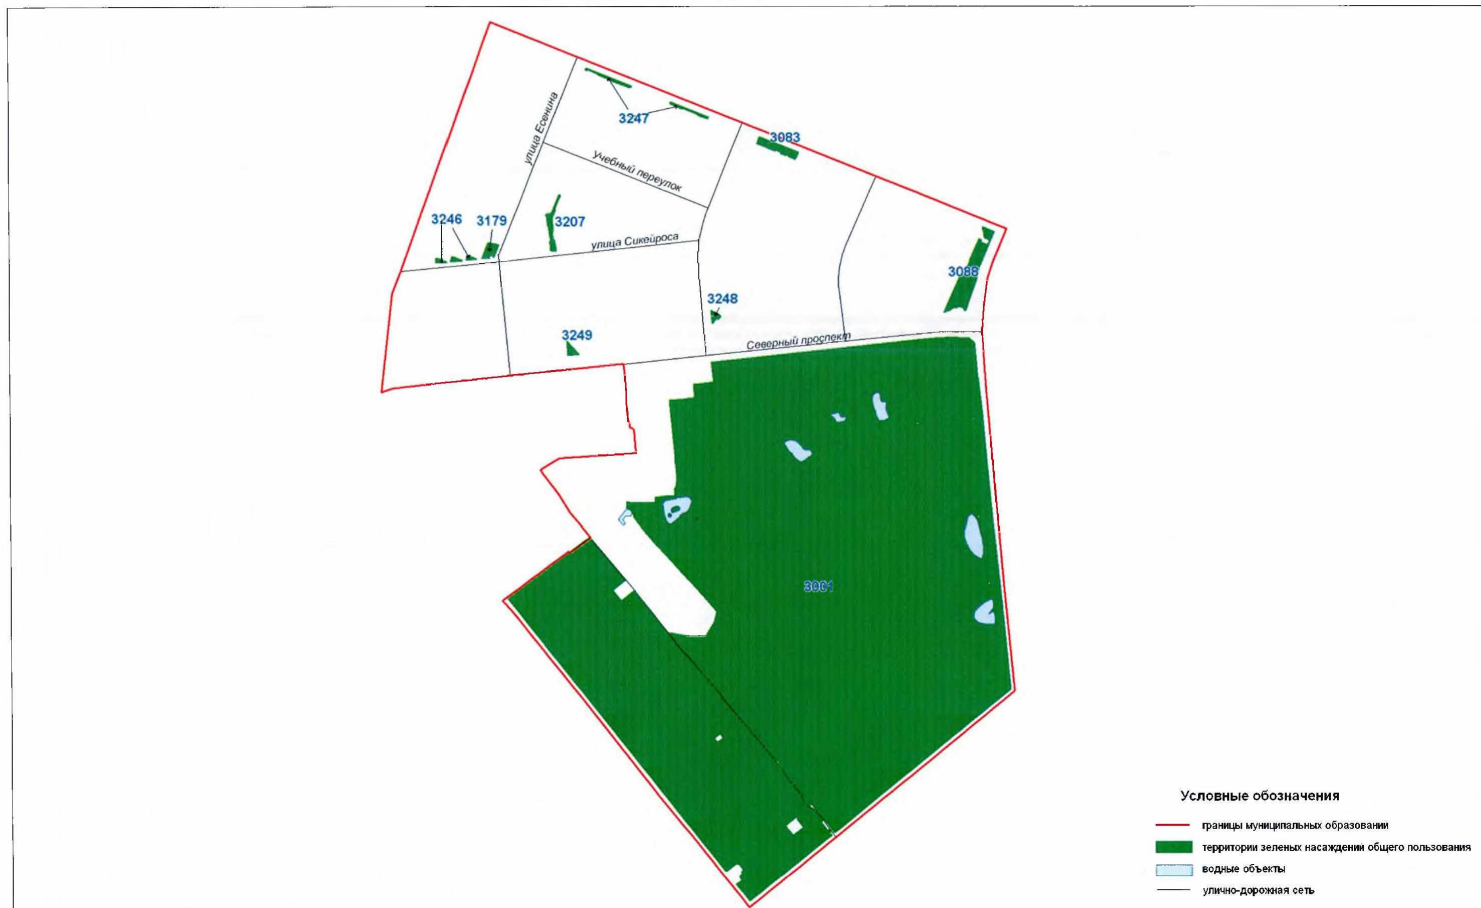 улица Есенина
3247
3083
Учебный переулок
3246
3179
3207
улица Сикейроса
3088
3248
3249
Северный проспект
3001
Условные обозначения
границы муниципальных образовании
территории зеленых насаждений общего пользования
водные объекты
улично-дорожная сеть